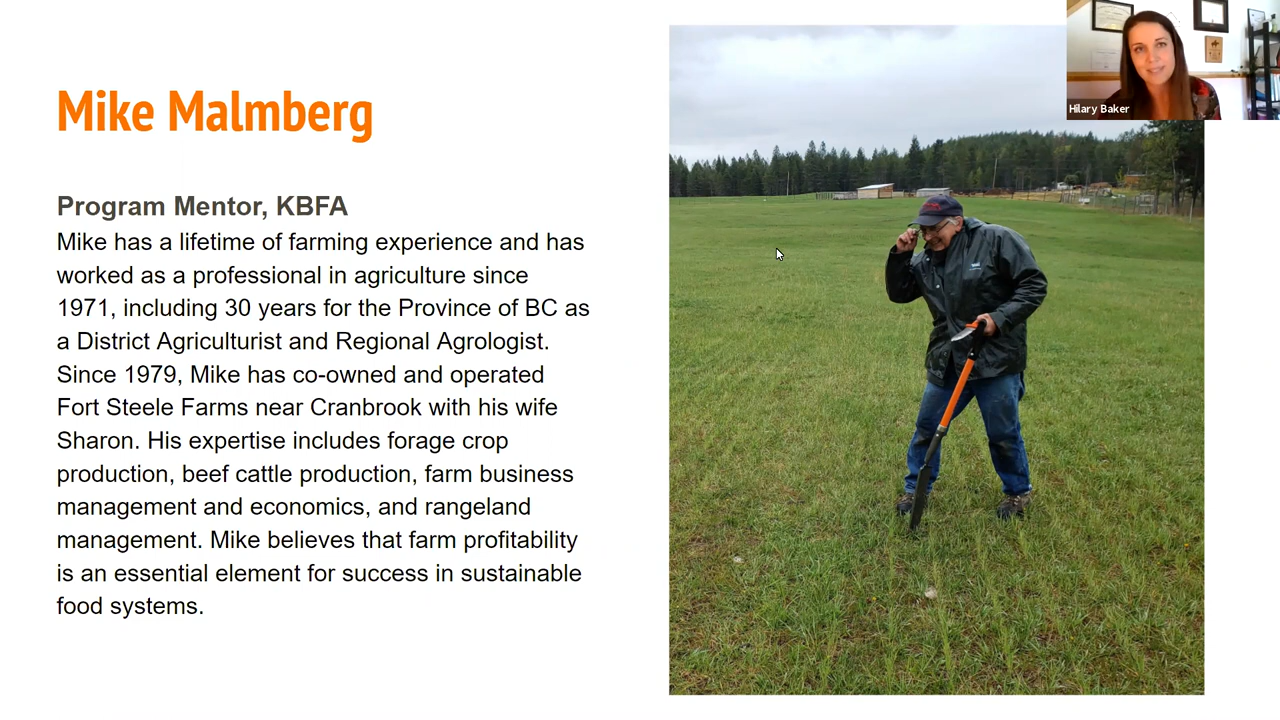 Mike Malmberg
Program Mentor, KBFA
Mike has a lifetime of farming experience and has
worked as a professional in agriculture since
1971, including 30 years for the Province of BC as
a District Agriculturist and Regional Agrologist.
Since 1979, Mike has co-owned and operated
Fort Steele Farms near Cranbrook with his wife
Sharon. His expertise includes forage crop
production, beef cattle production, farm business
management and economics, and rangeland
management. Mike believes that farm profitability
is an essential element for success in sustainable
food systems.
Hilary Baker